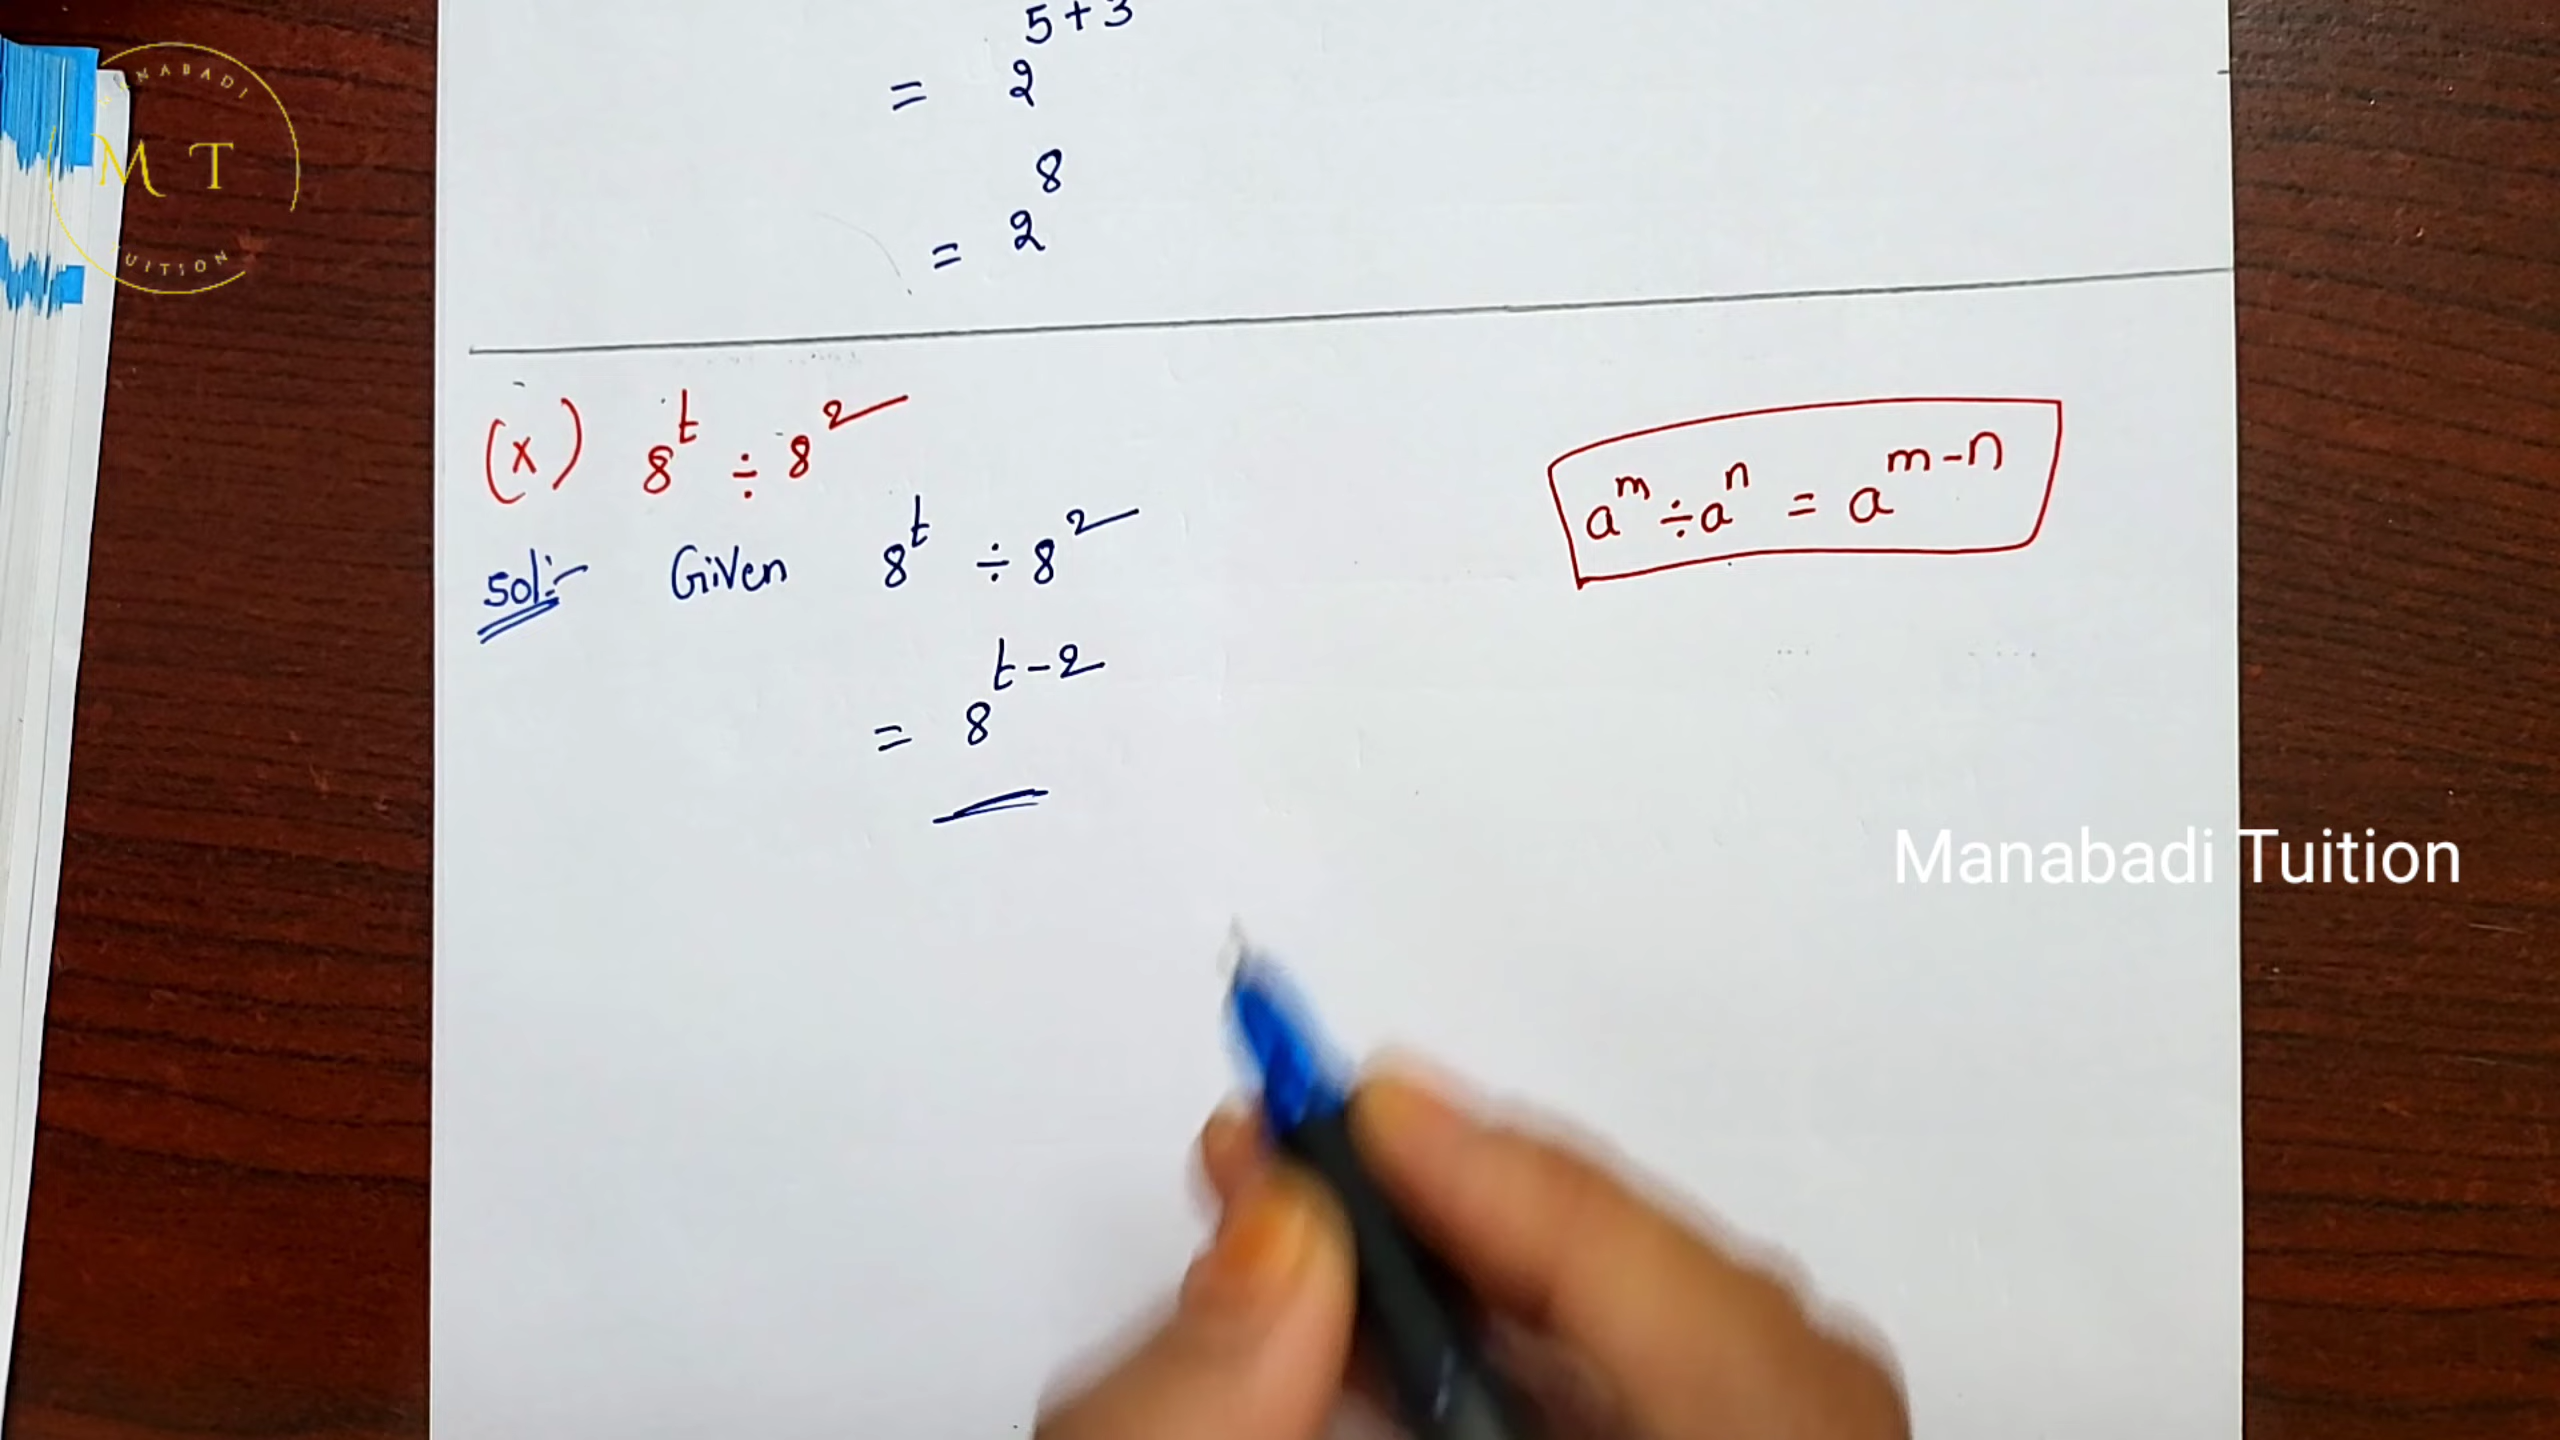 5+3
= 2
8
= 2
MANABADI
M T
TUITION
(x) 8^t ÷ 8^2
a^m ÷ a^n = a^{m-n}
Sol:- Given 8^t ÷ 8^2
= 8^{t-2}
Manabadi Tuition